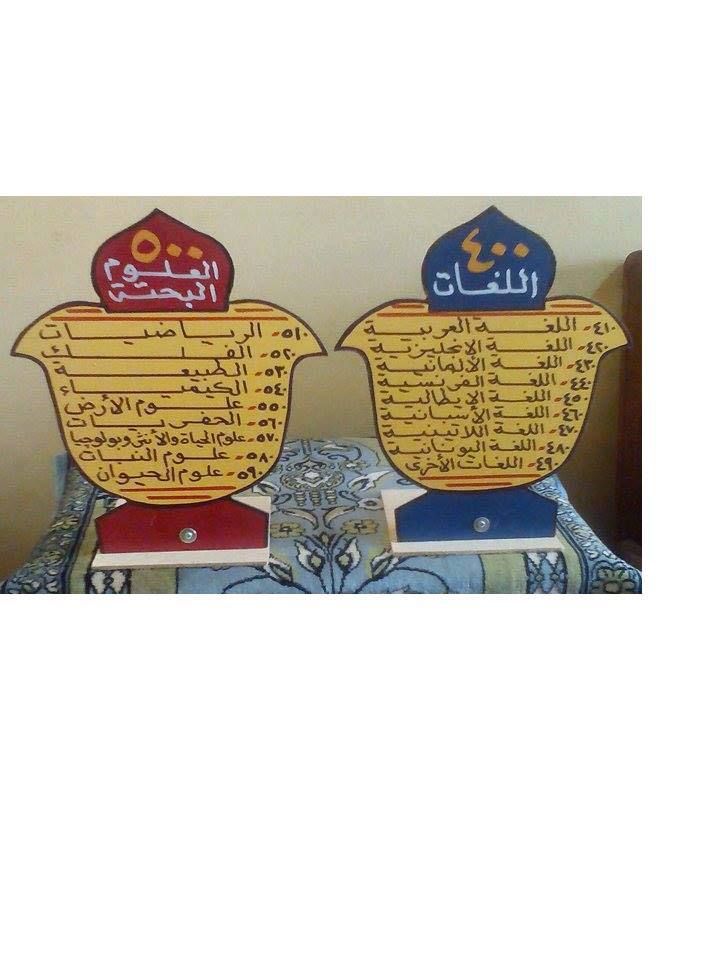 ٤٠٠
اللغات
٤١٠- اللغة العربية
٤٢٠- اللغة الإنجليزية
٤٣٠- اللغة الألمانية
٤٤٠- اللغة الفرنسية
٤٥٠- اللغة الإيطالية
٤٦٠- اللغة الأسبانية
٤٧٠- اللغة اللاتينية
٤٨٠- اللغة اليونانية
٤٩٠- اللغات الأخرى
٥٠٠
العلوم
البحتة
٥١٠- الرياضيات
٥٢٠- الفلك
٥٣٠- الطبيعة
٥٤٠- الكيمياء
٥٥٠- علوم الأرض
٥٦٠- الحفريات
٥٧٠- علوم الحياة والأنثروبولوجيا
٥٨٠- علوم النبات
٥٩٠- علوم الحيوان